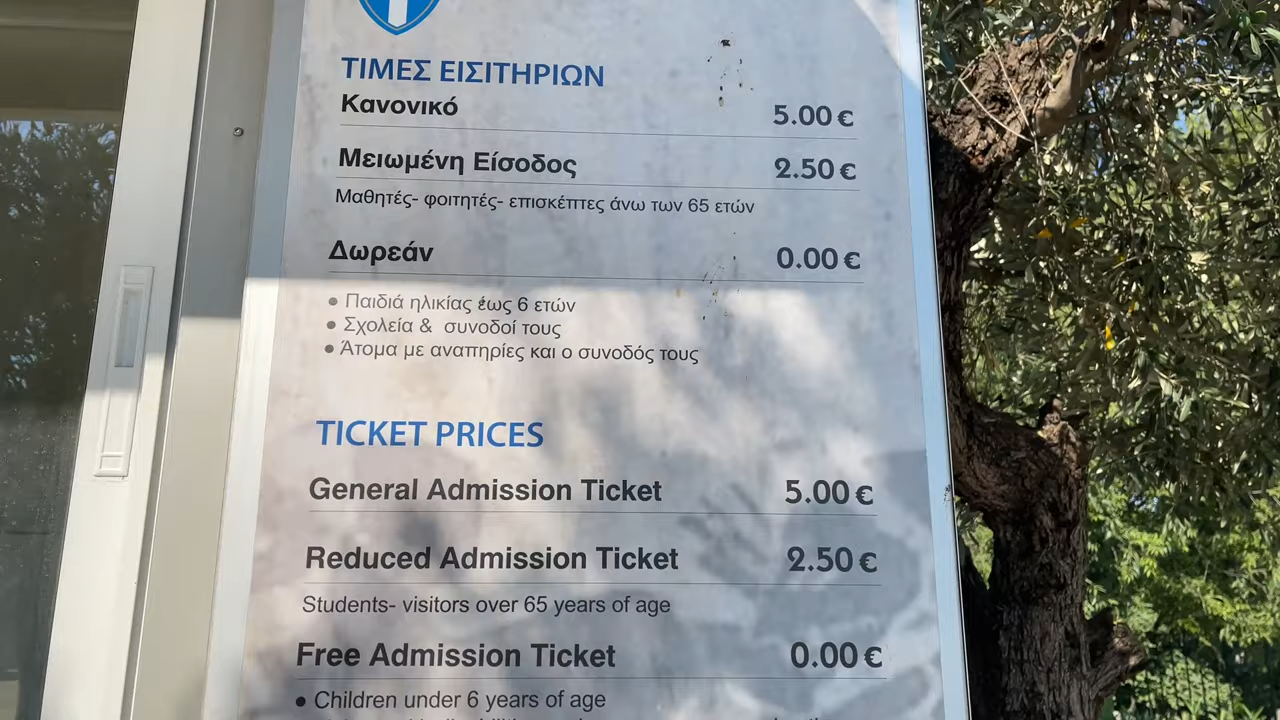 ΤΙΜΕΣ ΕΙΣΙΤΗΡΙΩΝ
Κανονικό 5.00 €
Μειωμένη Είσοδος 2.50 €
Μαθητές- φοιτητές- επισκέπτες άνω των 65 ετών
Δωρεάν 0.00 €
• Παιδιά ηλικίας έως 6 ετών
• Σχολεία & συνοδοί τους
• Άτομα με αναπηρίες και ο συνοδός τους
TICKET PRICES
General Admission Ticket 5.00 €
Reduced Admission Ticket 2.50 €
Students- visitors over 65 years of age
Free Admission Ticket 0.00 €
• Children under 6 years of age